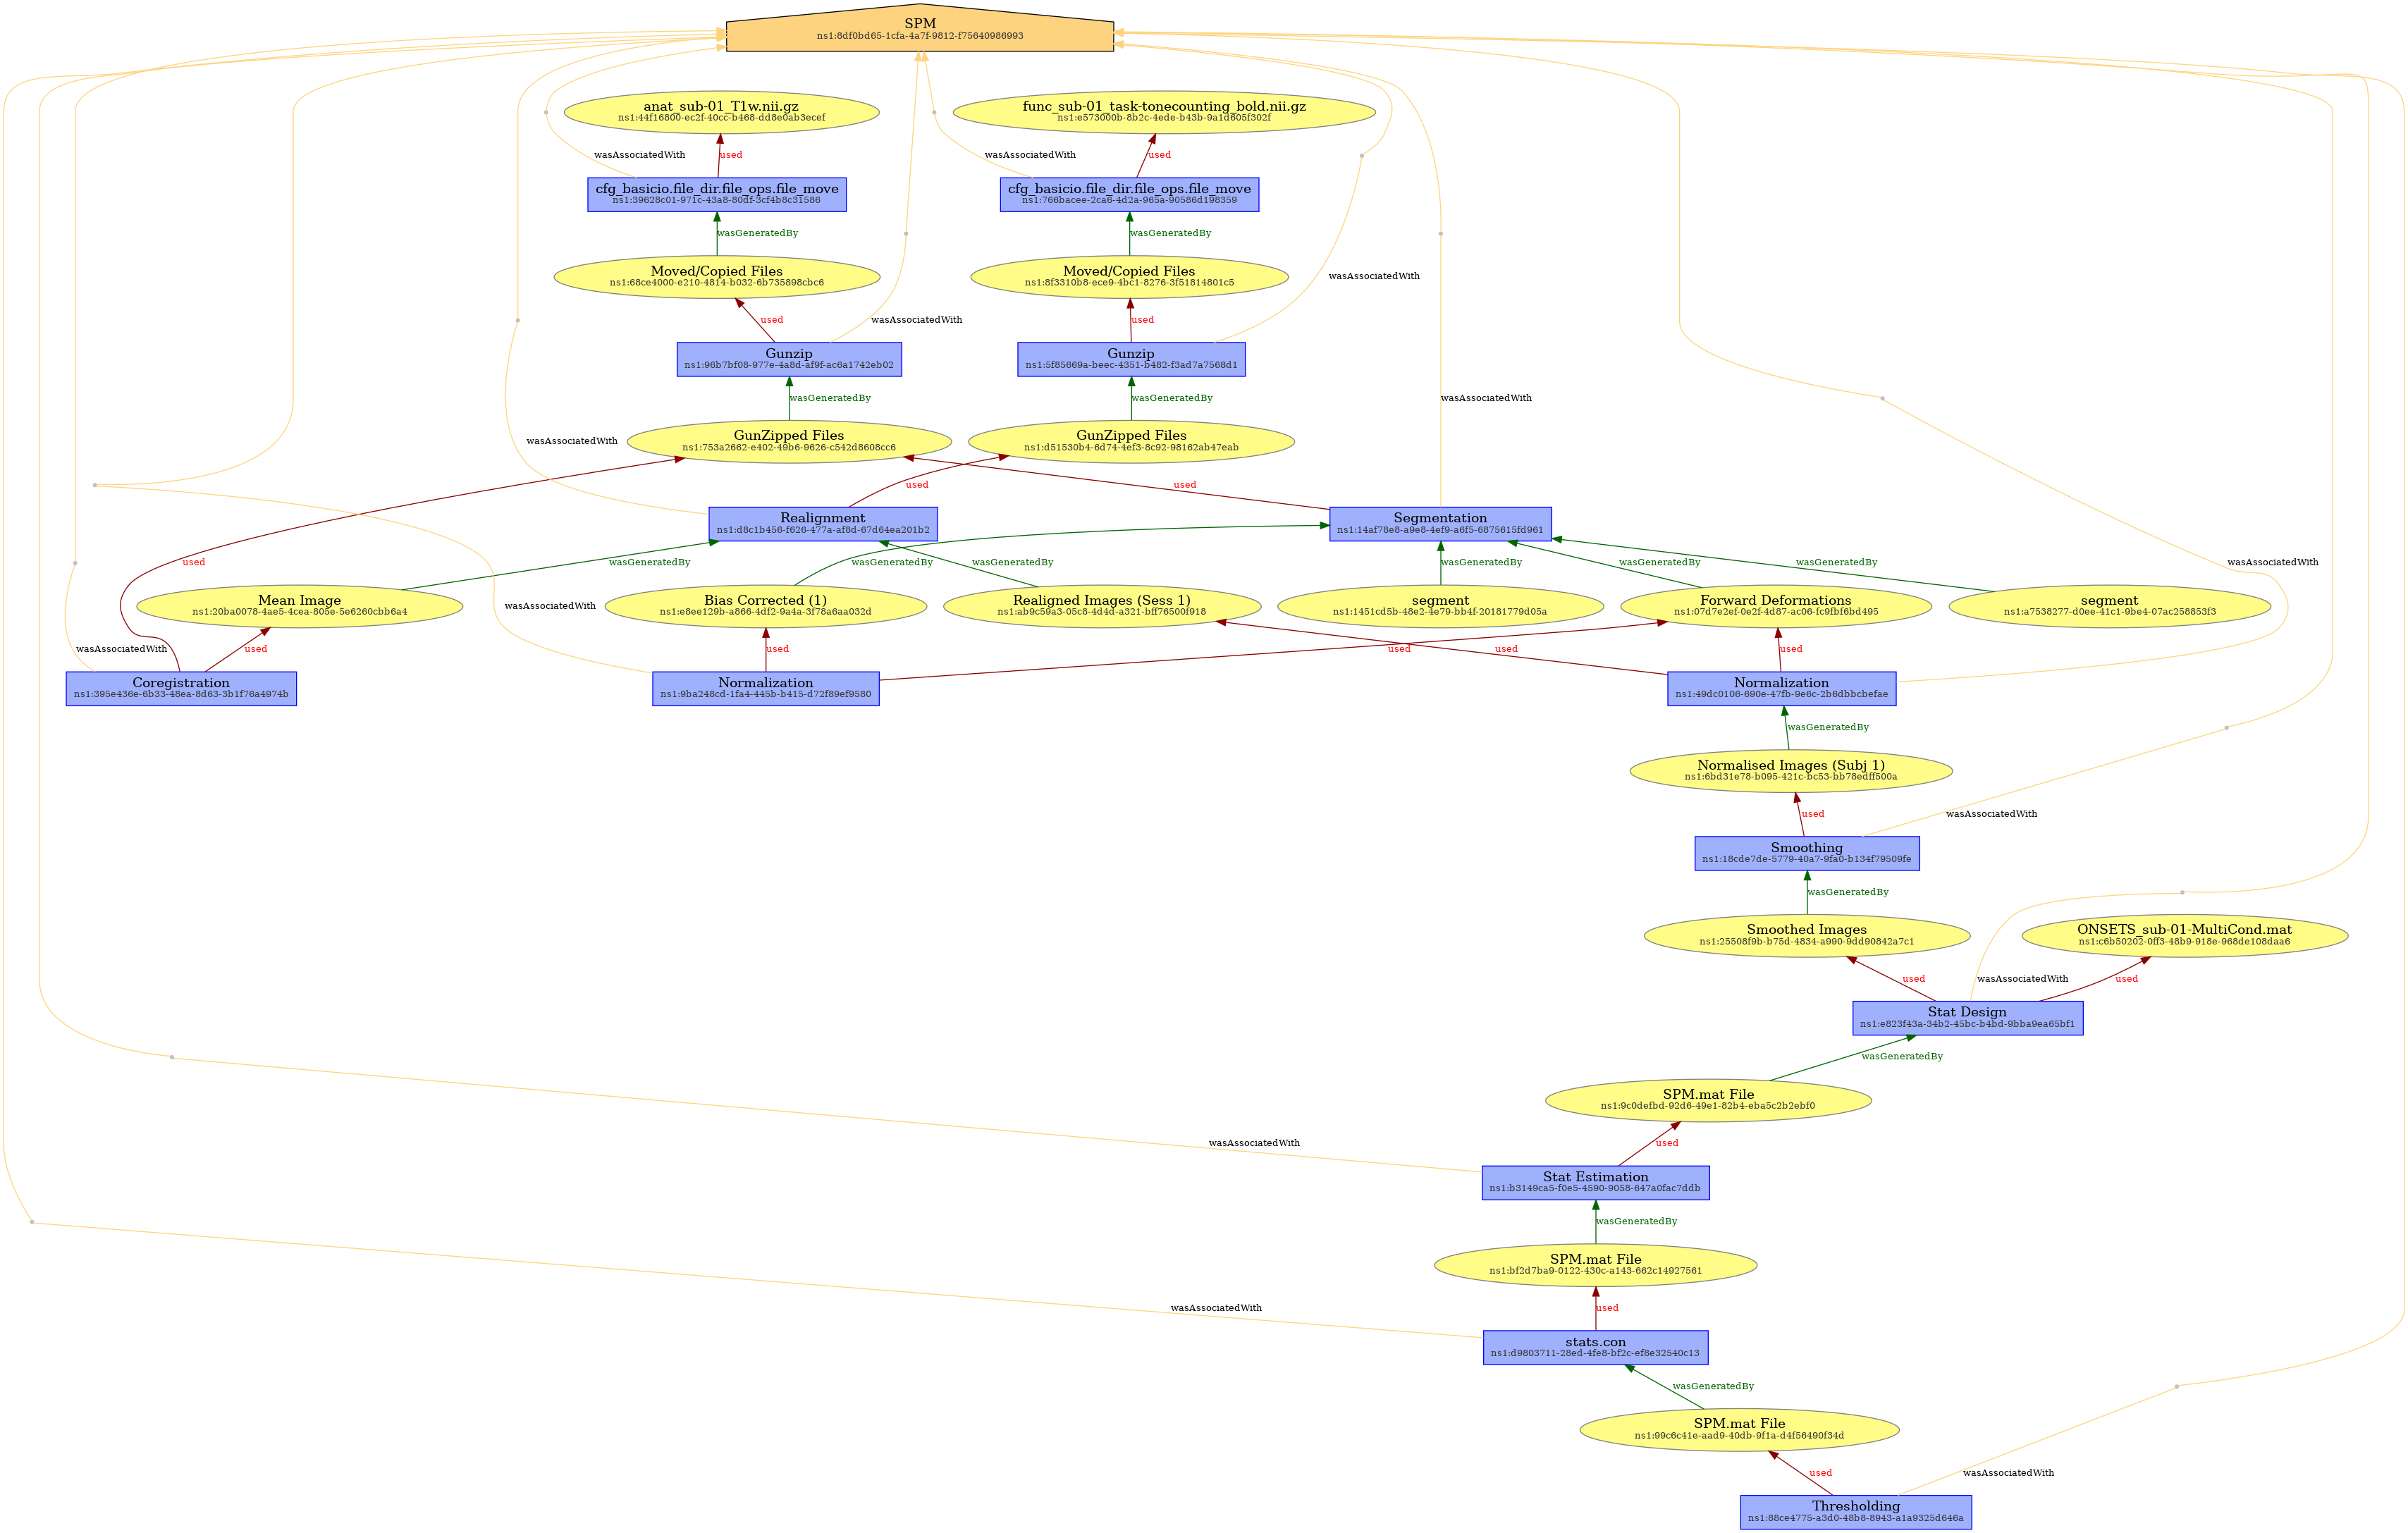 SPM
ns1:8df0bd65-1cfa-4a7f-9812-f75640986993
anat_sub-01_T1w.nii.gz
ns1:44f16800-ec2f-40cc-b468-dd8e0ab3ecef
func_sub-01_task-tonecounting_bold.nii.gz
ns1:e573000b-8b2c-4ede-b43b-9a1d605f302f
wasAssociatedWith
used
wasAssociatedWith
used
cfg_basicio.file_dir.file_ops.file_move
ns1:39628c01-971c-43a8-80df-3cf4b8c31586
cfg_basicio.file_dir.file_ops.file_move
ns1:766bacee-2ca6-4d2a-965a-90586d198359
wasGeneratedBy
wasGeneratedBy
Moved/Copied Files
ns1:68ce4000-e210-4814-b032-6b735898cbc6
Moved/Copied Files
ns1:8f3310b8-ece9-4bc1-8276-3f51814801c5
wasAssociatedWith
used
wasAssociatedWith
used
Gunzip
ns1:96b7bf08-977e-4a8d-af9f-ac6a1742eb02
Gunzip
ns1:5f85669a-beec-4351-b482-f3ad7a7568d1
wasGeneratedBy
wasGeneratedBy
wasAssociatedWith
wasAssociatedWith
GunZipped Files
ns1:753a2662-e402-49b6-9626-c542d8608cc6
GunZipped Files
ns1:d51530b4-6d74-4ef3-8c92-98162ab47eab
used
used
Realignment
ns1:d8c1b456-f626-477a-af8d-67d64ea201b2
Segmentation
ns1:14af78e8-a9e8-4ef9-a6f5-6875615fd961
used
wasGeneratedBy
wasGeneratedBy
wasGeneratedBy
wasGeneratedBy
wasGeneratedBy
wasGeneratedBy
wasAssociatedWith
Mean Image
ns1:20ba0078-4ae5-4cea-805e-5e6260cbb6a4
wasAssociatedWith
Bias Corrected (1)
ns1:e8ee129b-a866-4df2-9a4a-3f78a6aa032d
Realigned Images (Sess 1)
ns1:ab9c59a3-05c8-4d4d-a321-bff76500f918
segment
ns1:1451cd5b-48e2-4e79-bb4f-20181779d05a
Forward Deformations
ns1:07d7e2ef-0e2f-4d87-ac06-fc9fbf6bd495
segment
ns1:a7538277-d0ee-41c1-9be4-07ac258853f3
wasAssociatedWith
used
used
used
used
used
Coregistration
ns1:395e436e-6b33-48ea-8d63-3b1f76a4974b
Normalization
ns1:9ba248cd-1fa4-445b-b415-d72f89ef9580
Normalization
ns1:49dc0106-690e-47fb-9e6c-2b6dbbcbefae
wasGeneratedBy
Normalised Images (Subj 1)
ns1:6bd31e78-b095-421c-bc53-bb78edff500a
used
wasAssociatedWith
Smoothing
ns1:18cde7de-5779-40a7-9fa0-b134f79509fe
wasGeneratedBy
Smoothed Images
ns1:25508f9b-b75d-4834-a990-9dd90842a7c1
ONSETS_sub-01-MultiCond.mat
ns1:c6b50202-0ff3-48b9-918e-968de108daa6
used
wasAssociatedWith
used
Stat Design
ns1:e823f43a-34b2-45bc-b4bd-9bba9ea65bf1
wasGeneratedBy
SPM.mat File
ns1:9c0defbd-92d6-49e1-82b4-eba5c2b2ebf0
wasAssociatedWith
used
Stat Estimation
ns1:b3149ca5-f0e5-4590-9058-647a0fac7ddb
wasGeneratedBy
SPM.mat File
ns1:bf2d7ba9-0122-430c-a143-662c14927561
wasAssociatedWith
used
stats.con
ns1:d9803711-28ed-4fe8-bf2c-ef8e32540c13
wasGeneratedBy
SPM.mat File
ns1:99c6c41e-aad9-40db-9f1a-d4f56490f34d
used
wasAssociatedWith
Thresholding
ns1:88ce4775-a3d0-48b8-8943-a1a9325d646a